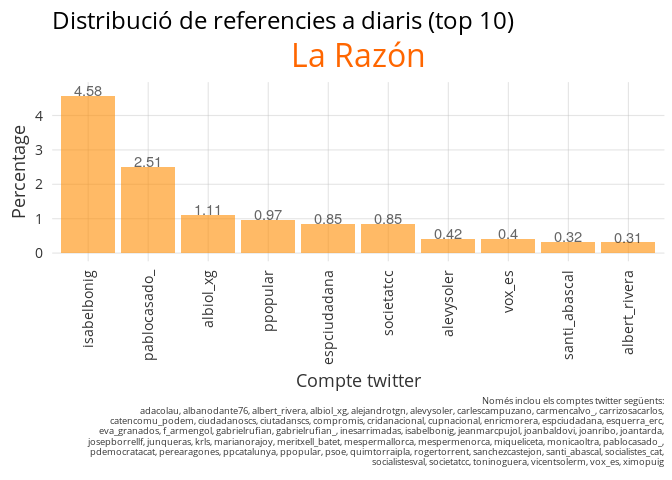 Distribució de referencies a diaris (top 10)
La Razón
Percentage
4
3
2
1
0
4.58
2.51
1.11
0.97
0.85
0.85
0.42
0.4
0.32
0.31
isabelbonig
pablocasado_
albiol_xg
ppopular
espciudadana
societatcc
alevysoler
vox_es
santi_abascal
albert_rivera
Compte twitter
Només inclou els comptes twitter següents:
adacolau, albanodante76, albert_rivera, albiol_xg, alejandrotgn, alevysoler, carlescampuzano, carmencalvo_, carrizosacarlos,
catencomu_podem, ciudadanoscs, ciutadanscs, compromis, cridanacional, cupnacional, enricmorera, espciudadana, esquerra_erc,
eva_granados, f_armengol, gabrielrufian, gabrielrufian_, inesarrimadas, isabelbonig, jeanmarcpujol, joanbaldovi, joanribo, joantarda,
josepborrellf, junqueras, krls, marianorajoy, meritxell_batet, mespermallorca, mespermenorca, miqueliceta, monicaoltra, pablocasado_,
pdemocratacat, perearagones, ppcatalunya, ppopular, psoe, quimtorraipla, rogertorrent, sanchezcastejon, santi_abascal, socialistes_cat,
socialistesval, societatcc, toninoguera, vicentsolerm, vox_es, ximopuig